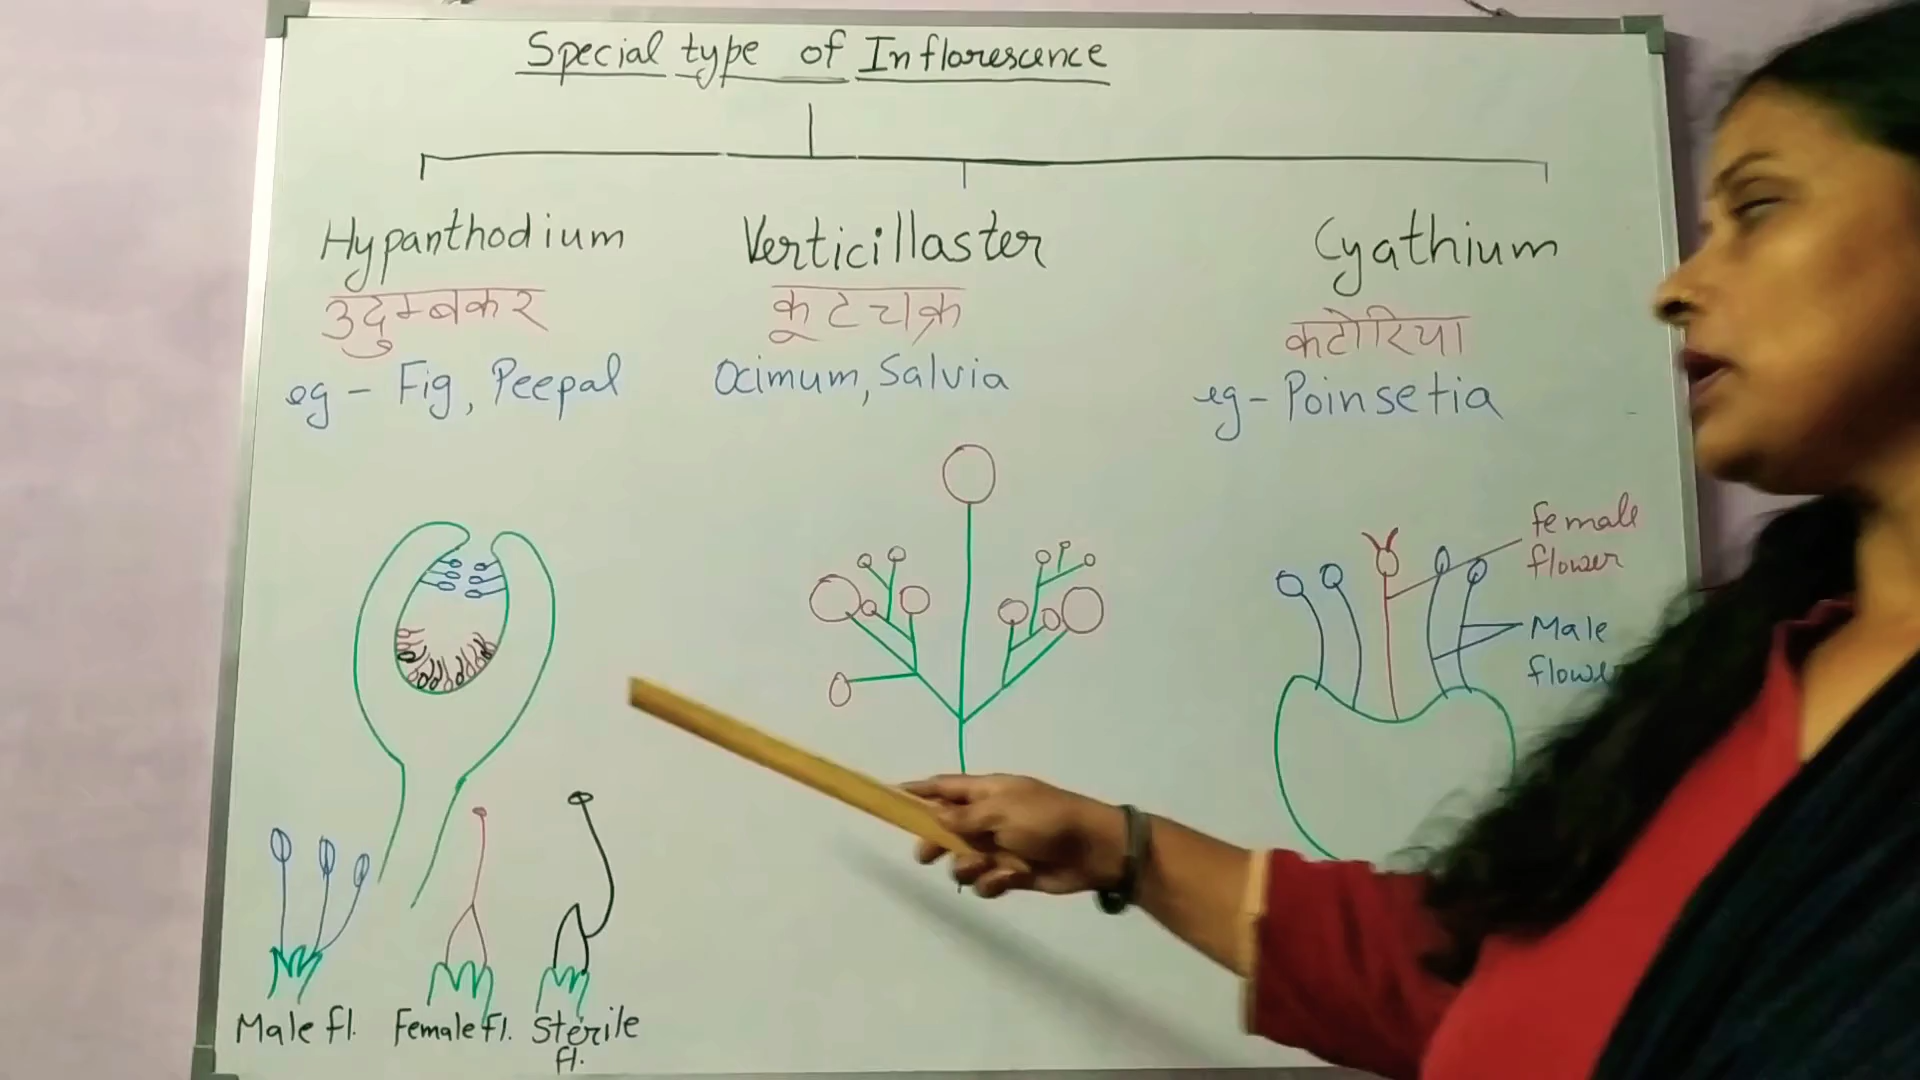 Special type of Inflorescence
Hypanthodium
उदुम्बकर
eg - Fig, Peepal
Verticillaster
कूटचक्र
Ocimum, Salvia
Cyathium
कटोरिया
eg - Poinsetia
female
flower
Male
flowe
Male fl.
Female fl.
Sterile
fl.